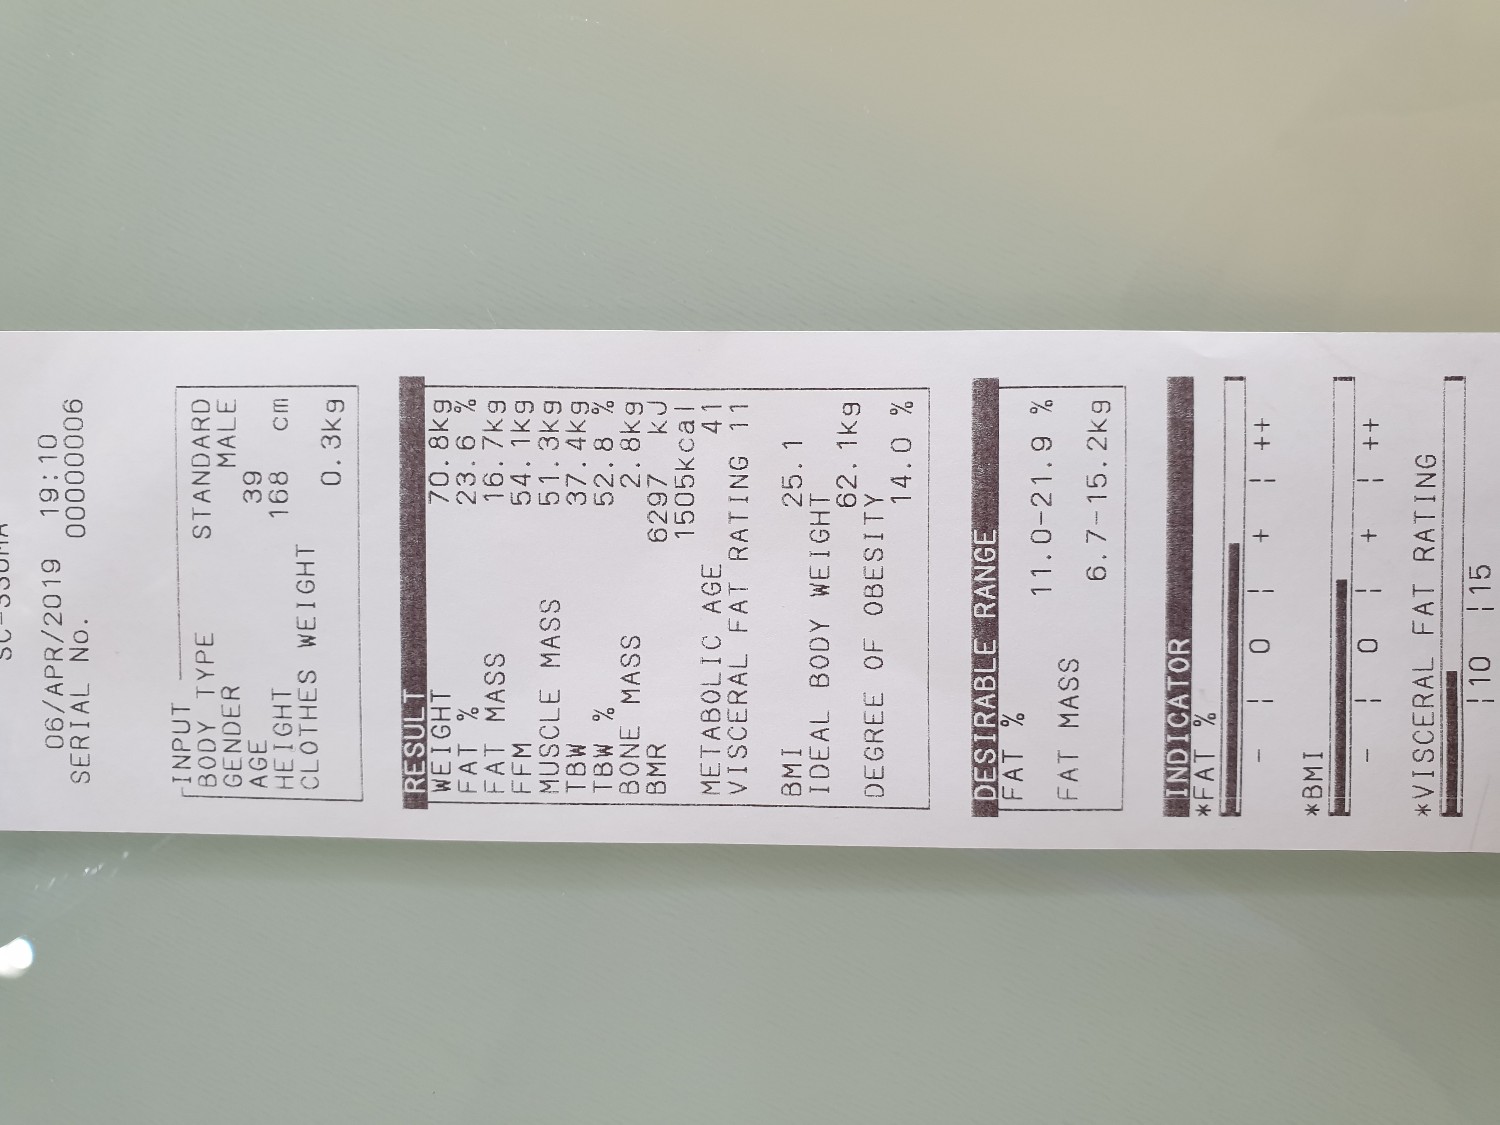 06/APR/2019 19:10
SERIAL No. 00000006
INPUT
BODY TYPE STANDARD
GENDER MALE
AGE 39
HEIGHT 168 cm
CLOTHES WEIGHT
0.3kg
RESULT
WEIGHT 70.8kg
FAT % 23.6 %
FAT MASS 16.7kg
FFM 54.1kg
MUSCLE MASS 51.3kg
TBW 37.4kg
TBW % 52.8 %
BONE MASS 2.8kg
BMR 6297 kJ
1505kcal
METABOLIC AGE 41
VISCERAL FAT RATING 11
BMI 25.1
IDEAL BODY WEIGHT
62.1kg
DEGREE OF OBESITY
14.0 %
DESIRABLE RANGE
FAT %
11.0-21.9 %
FAT MASS
6.7-15.2kg
INDICATOR
*FAT %
- | 0 | + | ++
*BMI
- | 0 | + | ++
*VISCERAL FAT RATING
|10 |15